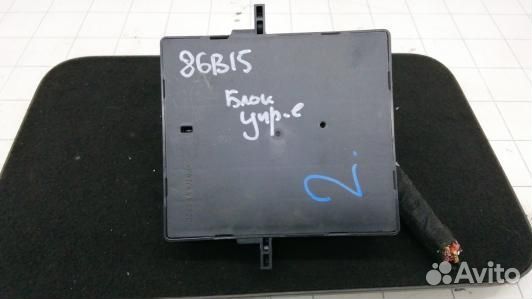 86B15
Блок
упр-е
2.
Avito